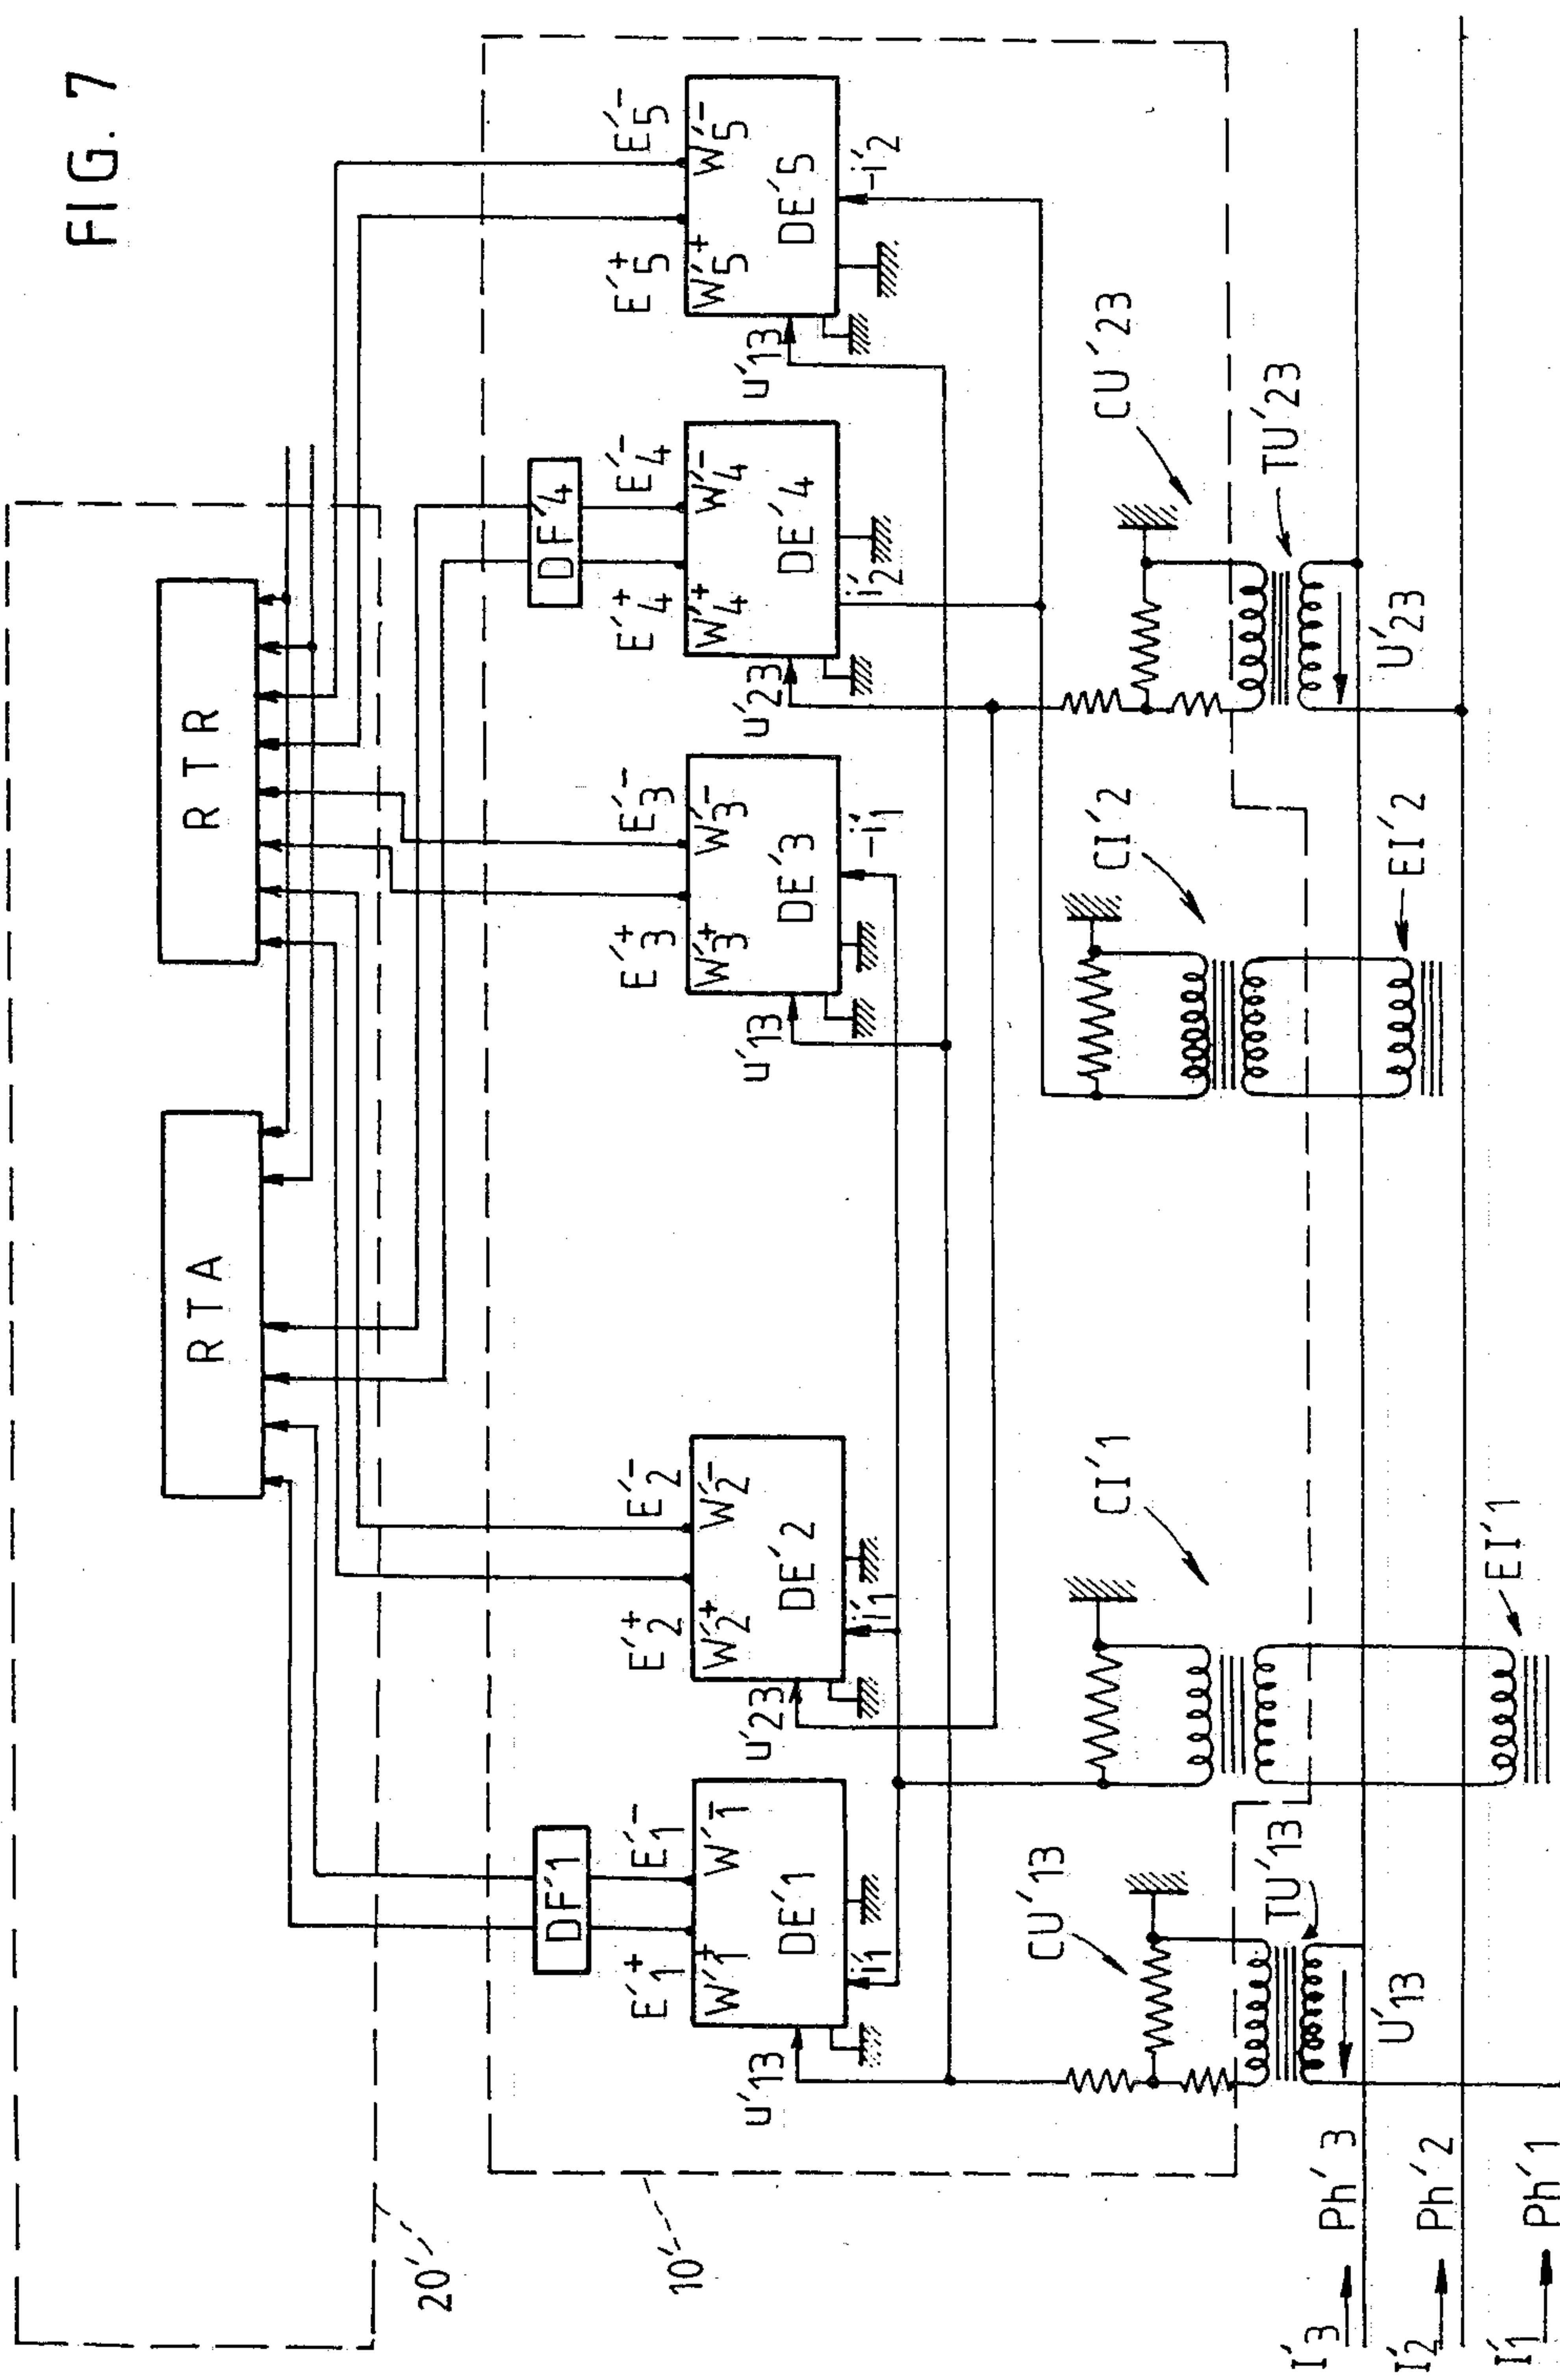 FIG. 7
RTA
RTR
20'
10'
DF'1
DF'4
E'1+ E'1-
W'1+ W'1-
DE'1
u'13
i'1
E'2+ E'2-
W'2+ W'2-
DE'2
u'23
i'1
E'3+ E'3-
W'3+ W'3-
DE'3
u'13
-i'1
E'4+ E'4-
W'4+ W'4-
DE'4
u'23
i'2
E'5+ E'5-
W'5+ W'5-
DE'5
u'13
-i'2
CU'13
TU'13
U'13
CI'1
EI'1
CI'2
EI'2
CU'23
TU'23
U'23
I'3 Ph'3
I'2 Ph'2
I'1 Ph'1